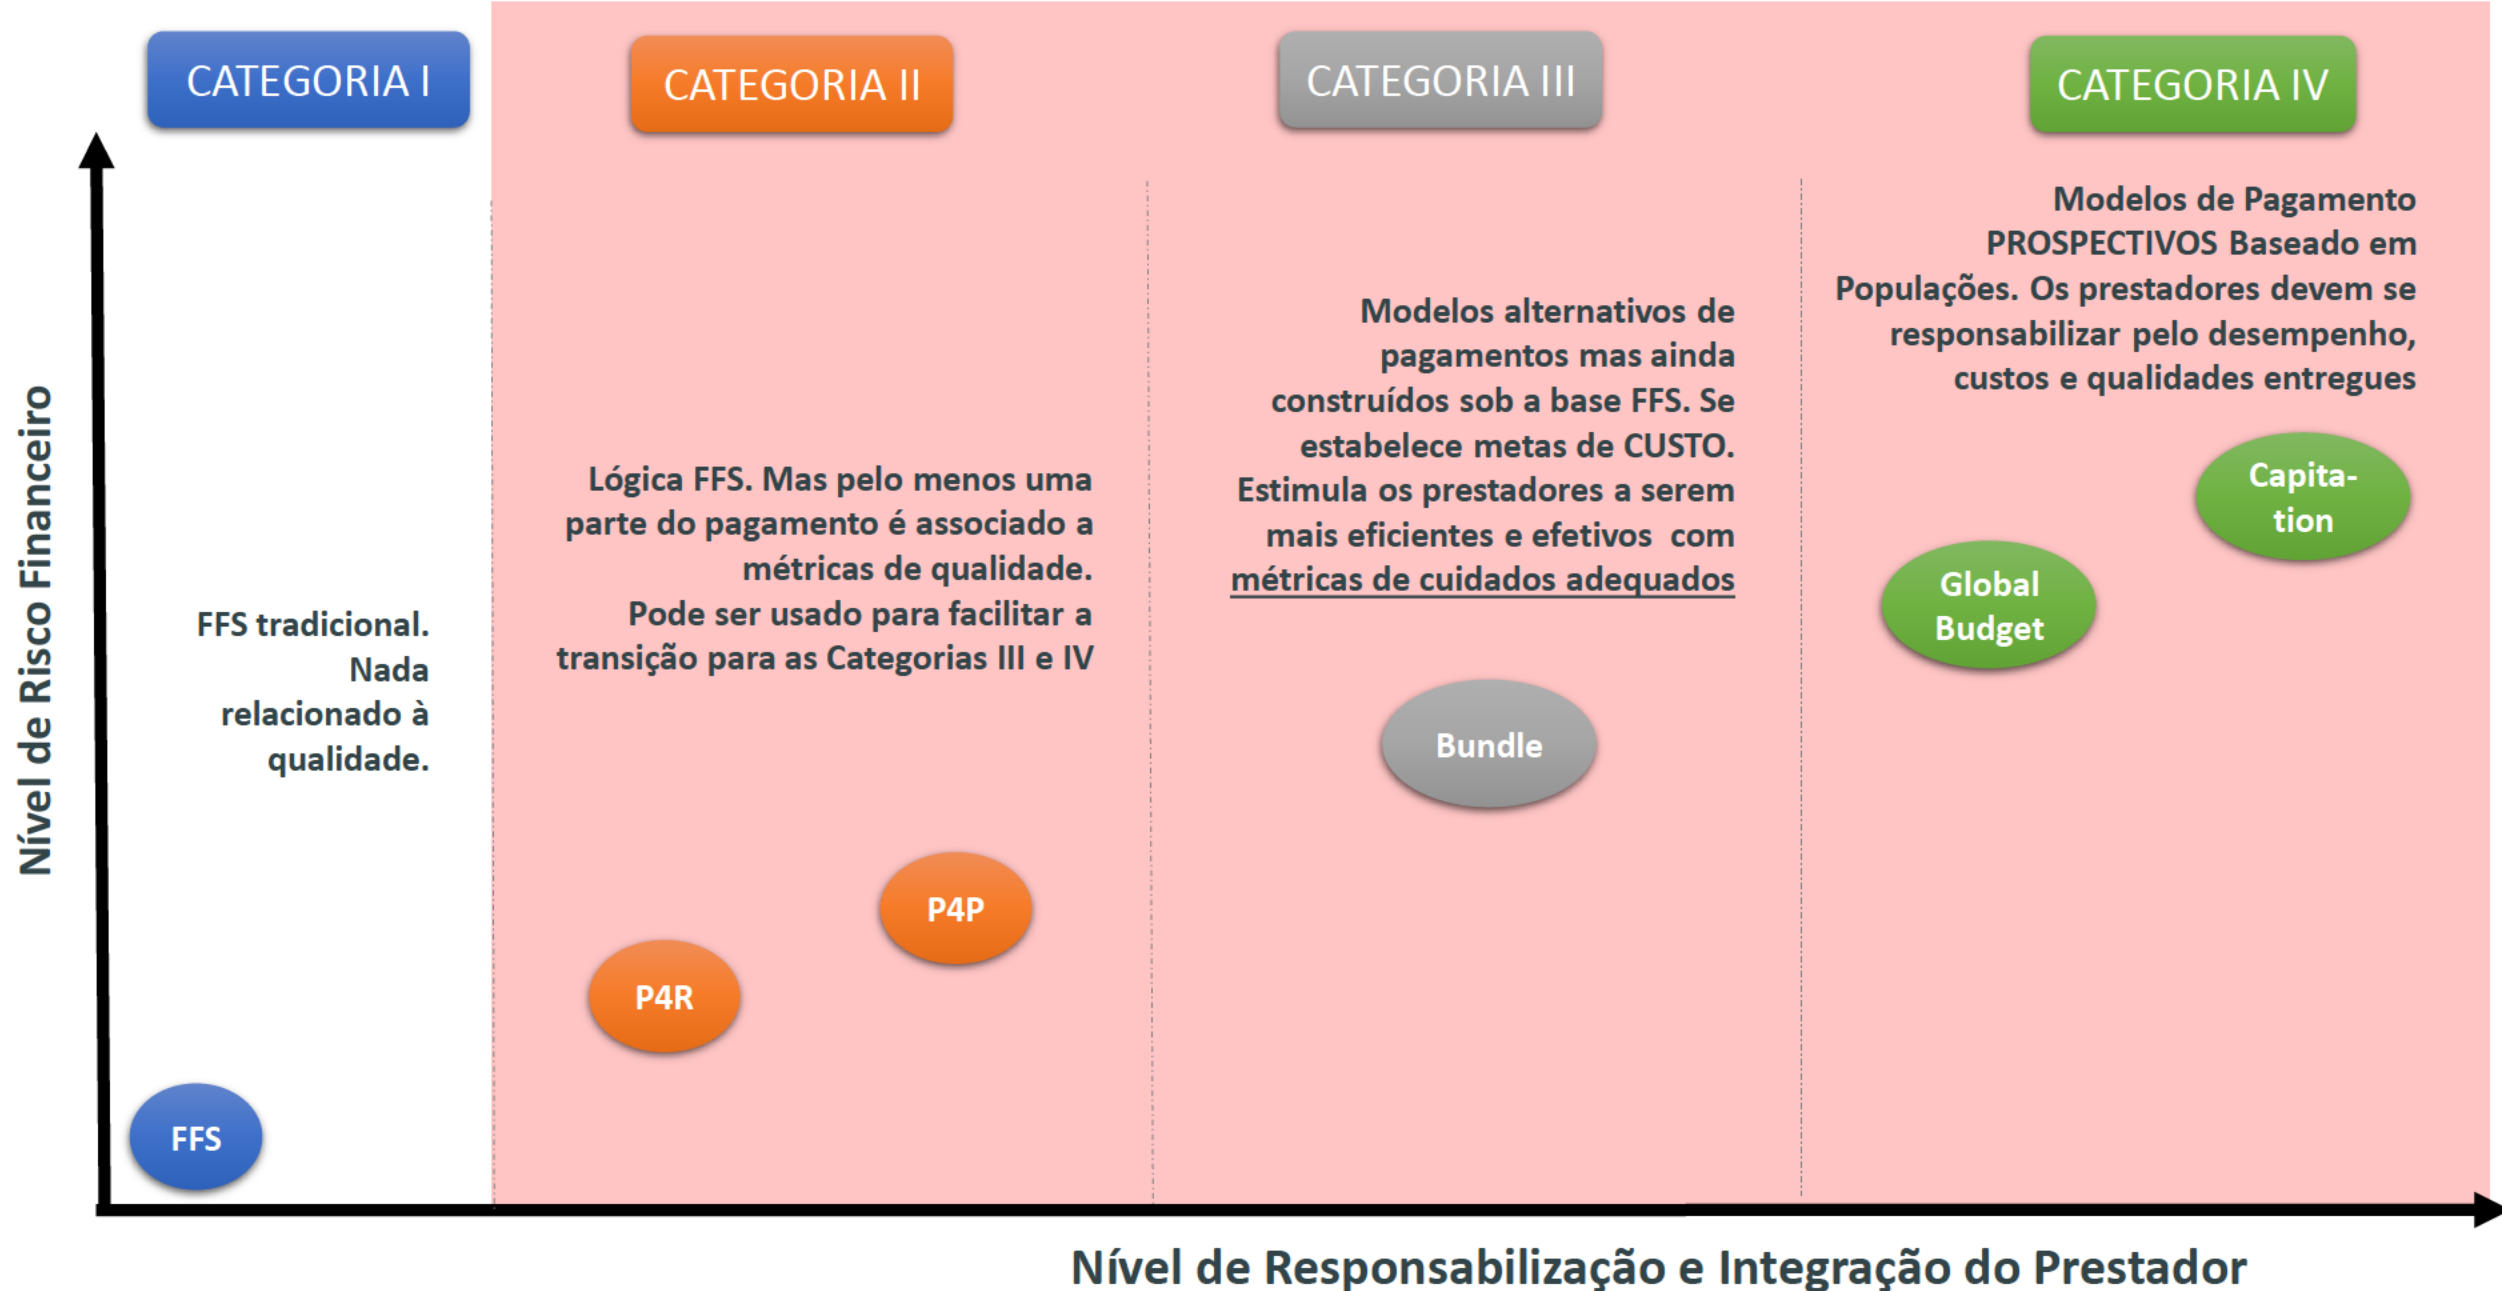 CATEGORIA I
CATEGORIA II
CATEGORIA III
CATEGORIA IV
Nível de Risco Financeiro
FFS tradicional.
Nada
relacionado à
qualidade.
FFS
Lógica FFS. Mas pelo menos uma
parte do pagamento é associado a
métricas de qualidade.
Pode ser usado para facilitar a
transição para as Categorias III e IV
P4R
P4P
Modelos alternativos de
pagamentos mas ainda
construídos sob a base FFS. Se
estabelece metas de CUSTO.
Estimula os prestadores a serem
mais eficientes e efetivos com
métricas de cuidados adequados
Bundle
Modelos de Pagamento
PROSPECTIVOS Baseado em
Populações. Os prestadores devem se
responsabilizar pelo desempenho,
custos e qualidades entregues
Global
Budget
Capita-
tion
Nível de Responsabilização e Integração do Prestador